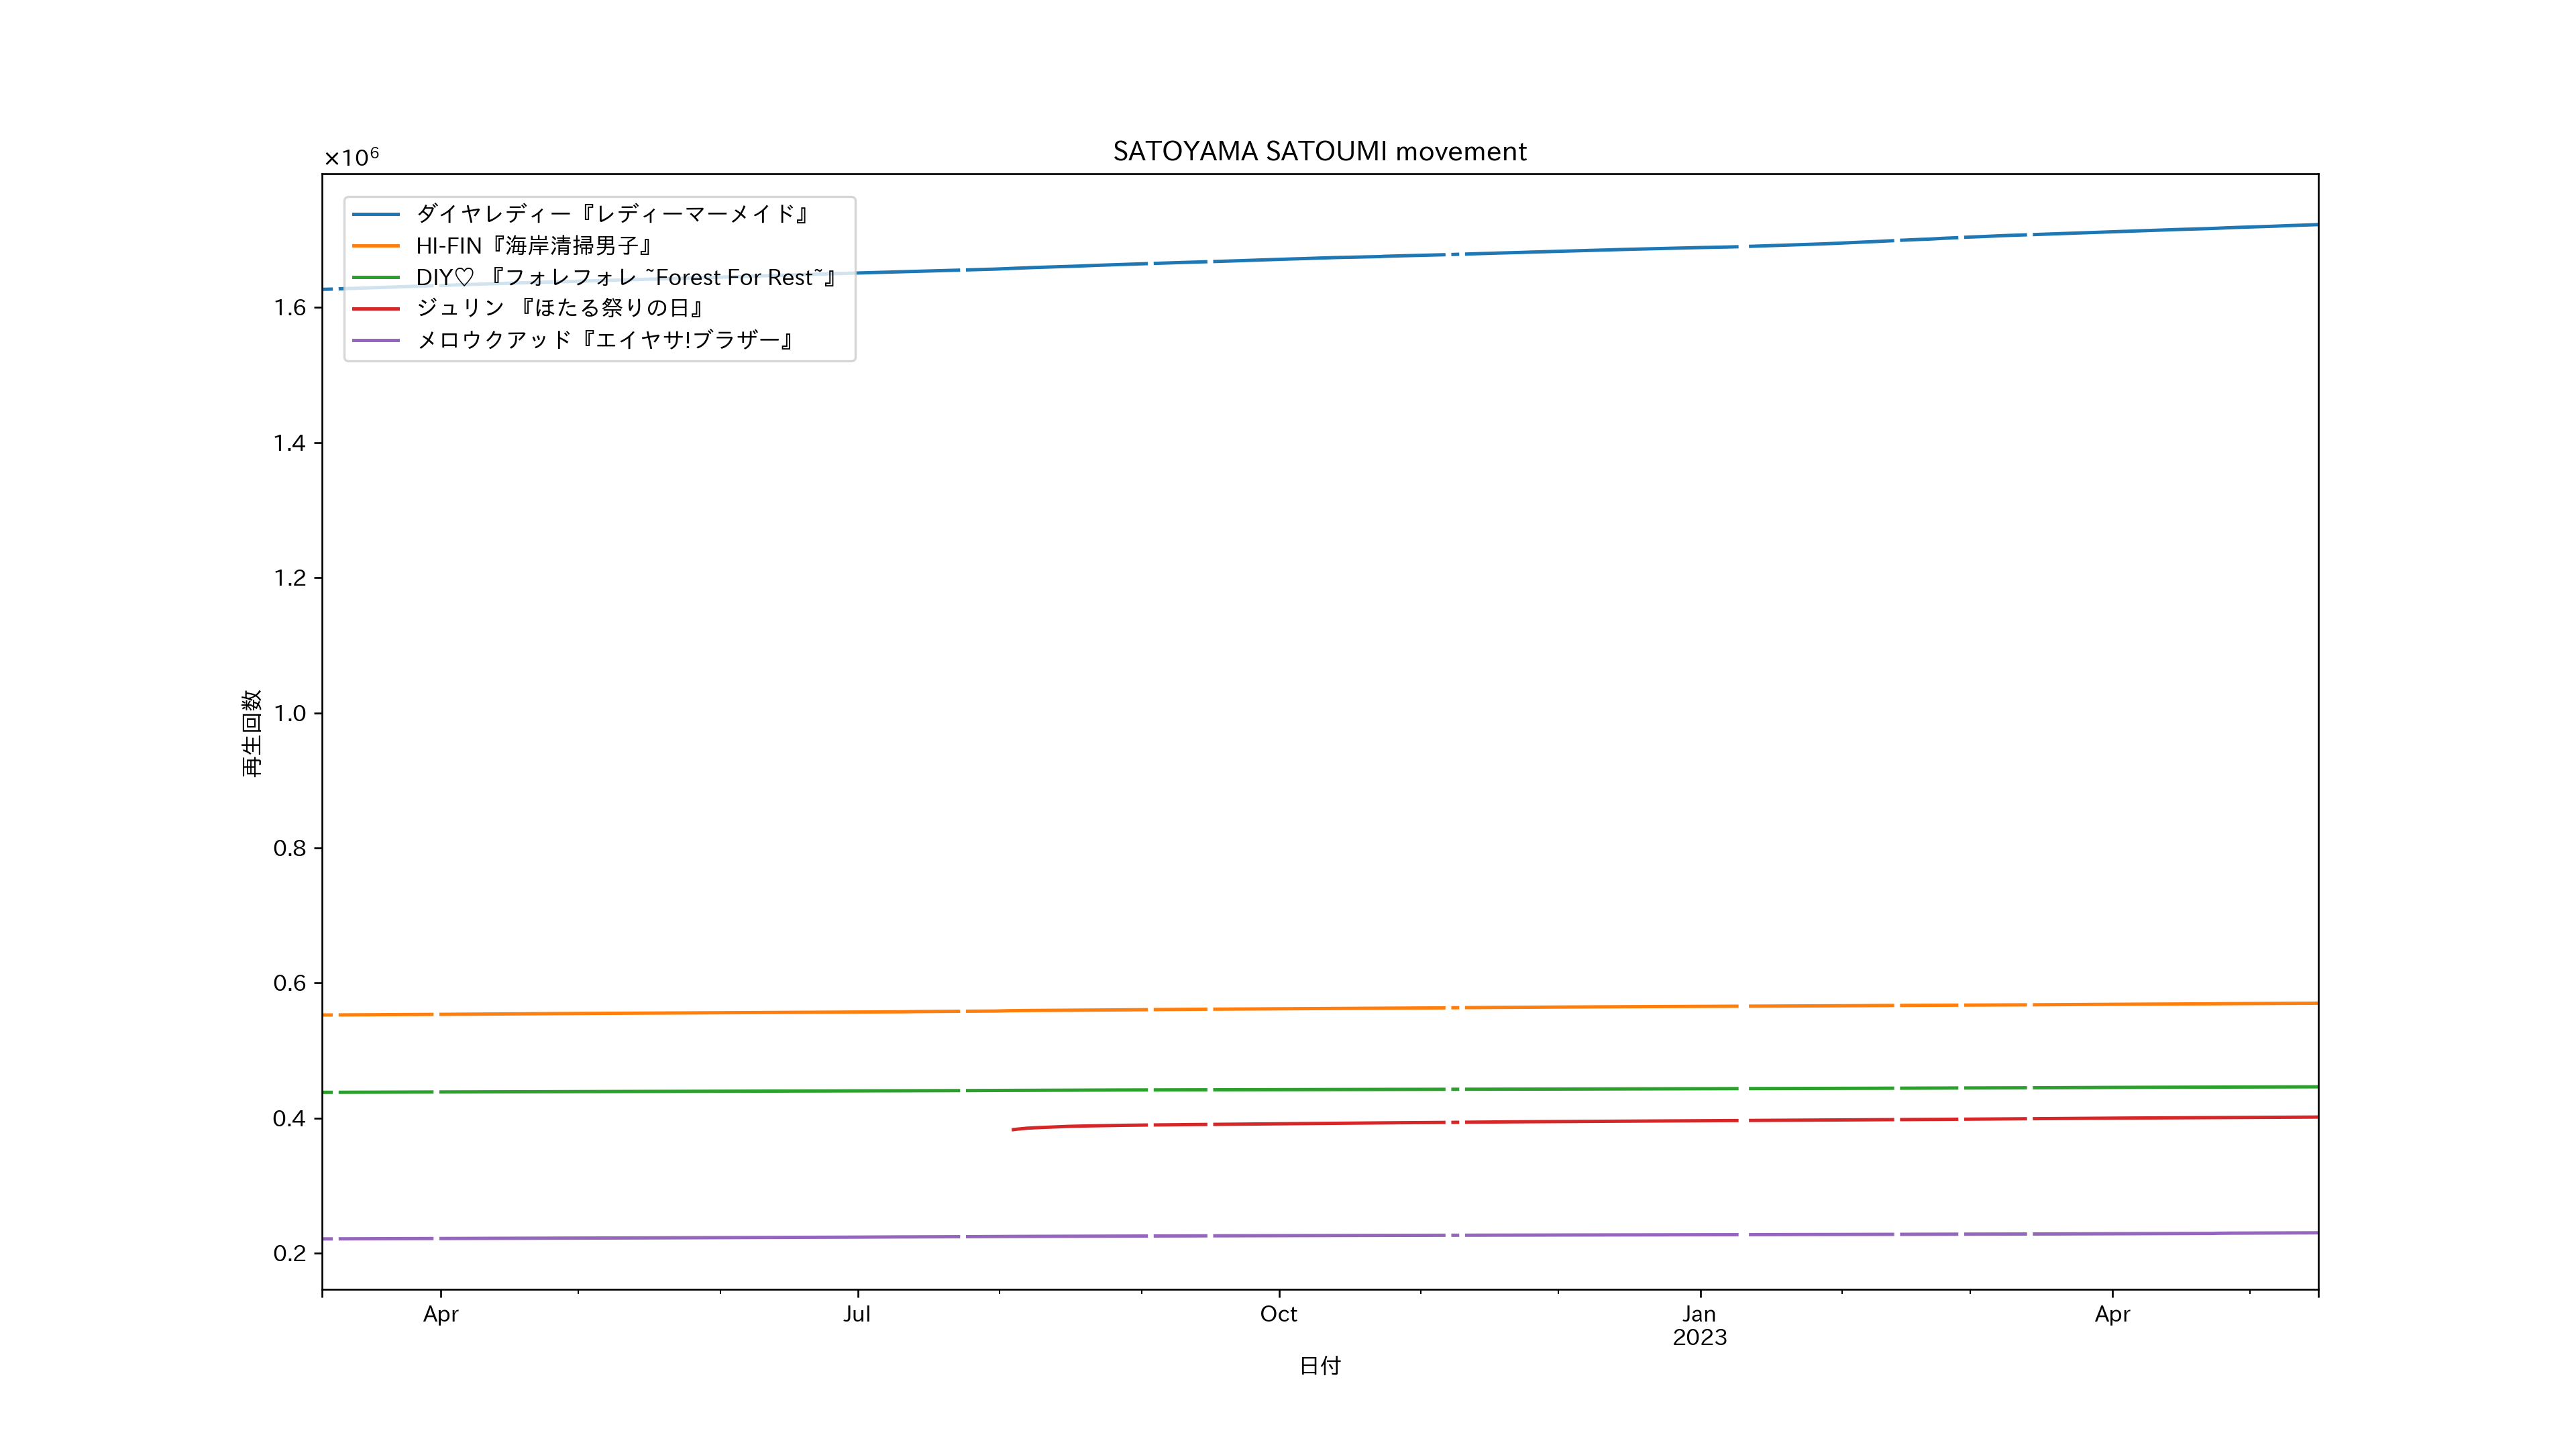 SATOYAMA SATOUMI movement
×10⁶
ダイヤレディー『レディーマーメイド』
HI-FIN『海岸清掃男子』
DIY♡ 『フォレフォレ ~Forest For Rest~』
ジュリン 『ほたる祭りの日』
メロウクアッド『エイヤサ!ブラザー』
1.6
1.4
1.2
1.0
0.8
0.6
0.4
0.2
再生回数
Apr
Jul
Oct
Jan
2023
Apr
日付